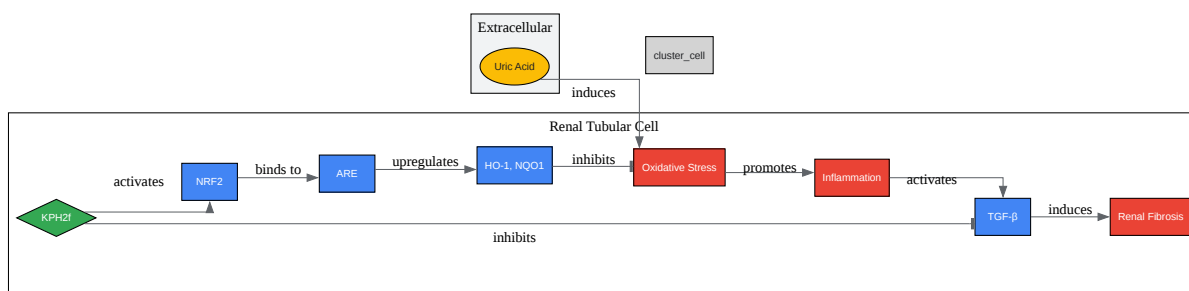 Extracellular
Uric Acid
cluster_cell
induces
Renal Tubular Cell
activates
NRF2
binds to
ARE
upregulates
HO-1, NQO1
inhibits
Oxidative Stress
promotes
Inflammation
activates
KPH2f
inhibits
TGF-β
induces
Renal Fibrosis